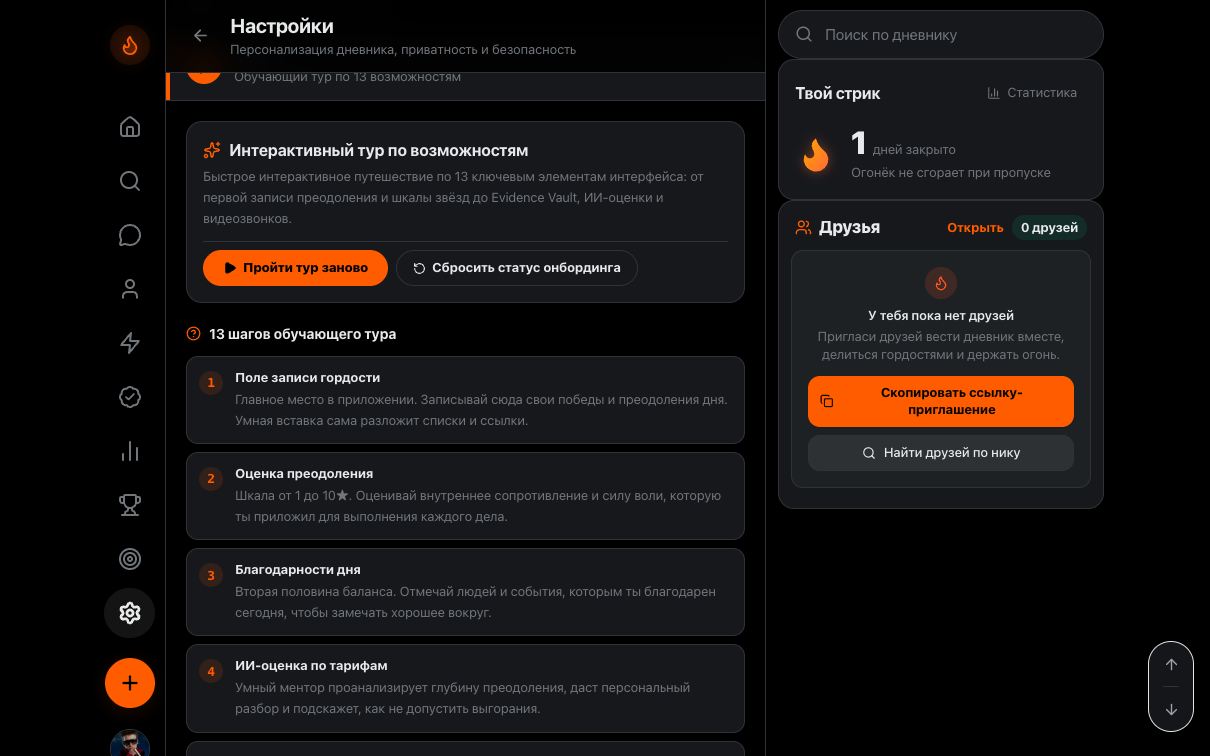 Настройки
Персонализация дневника, приватность и безопасность
Обучающий тур по 13 возможностям
Интерактивный тур по возможностям
Быстрое интерактивное путешествие по 13 ключевым элементам интерфейса: от
первой записи преодоления и шкалы звёзд до Evidence Vault, ИИ-оценки и
видеозвонков.
Пройти тур заново
Сбросить статус онбординга
13 шагов обучающего тура
1
Поле записи гордости
Главное место в приложении. Записывай сюда свои победы и преодоления дня.
Умная вставка сама разложит списки и ссылки.
2
Оценка преодоления
Шкала от 1 до 10★. Оценивай внутреннее сопротивление и силу воли, которую
ты приложил для выполнения каждого дела.
3
Благодарности дня
Вторая половина баланса. Отмечай людей и события, которым ты благодарен
сегодня, чтобы замечать хорошее вокруг.
4
ИИ-оценка по тарифам
Умный ментор проанализирует глубину преодоления, даст персональный
разбор и подскажет, как не допустить выгорания.
Поиск по дневнику
Твой стрик
Статистика
1 дней закрыто
Огонёк не сгорает при пропуске
Друзья
Открыть
0 друзей
У тебя пока нет друзей
Пригласи друзей вести дневник вместе,
делиться гордостями и держать огонь.
Скопировать ссылку-
приглашение
Найти друзей по нику